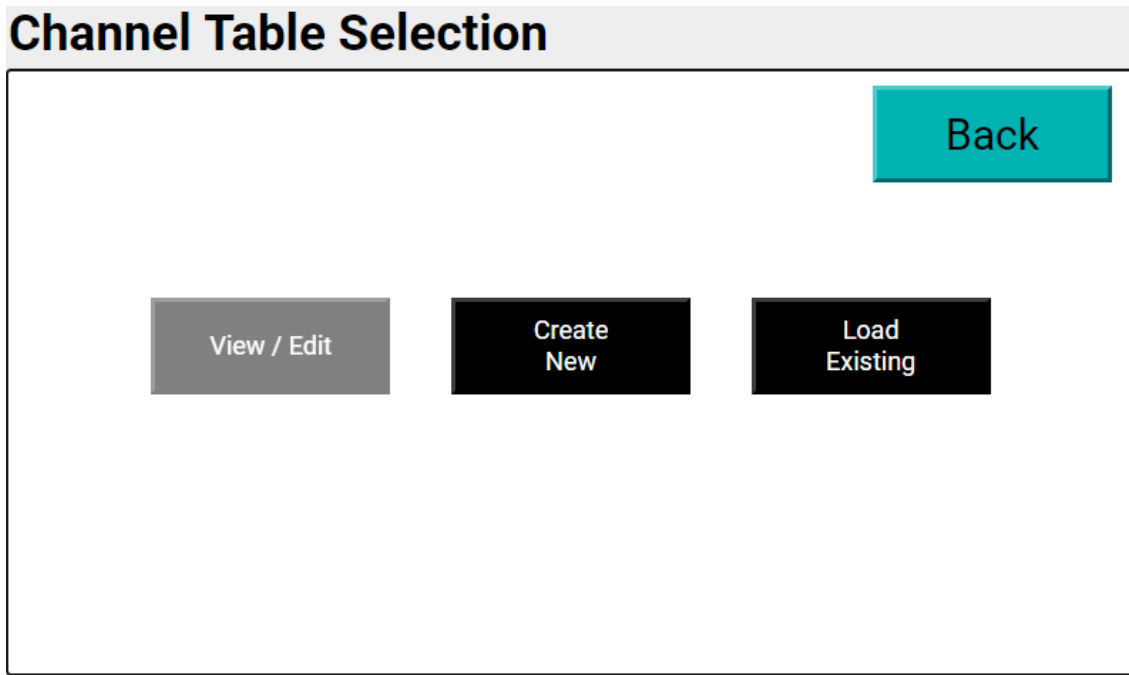 Channel Table Selection
Back
View / Edit
Create
New
Load
Existing